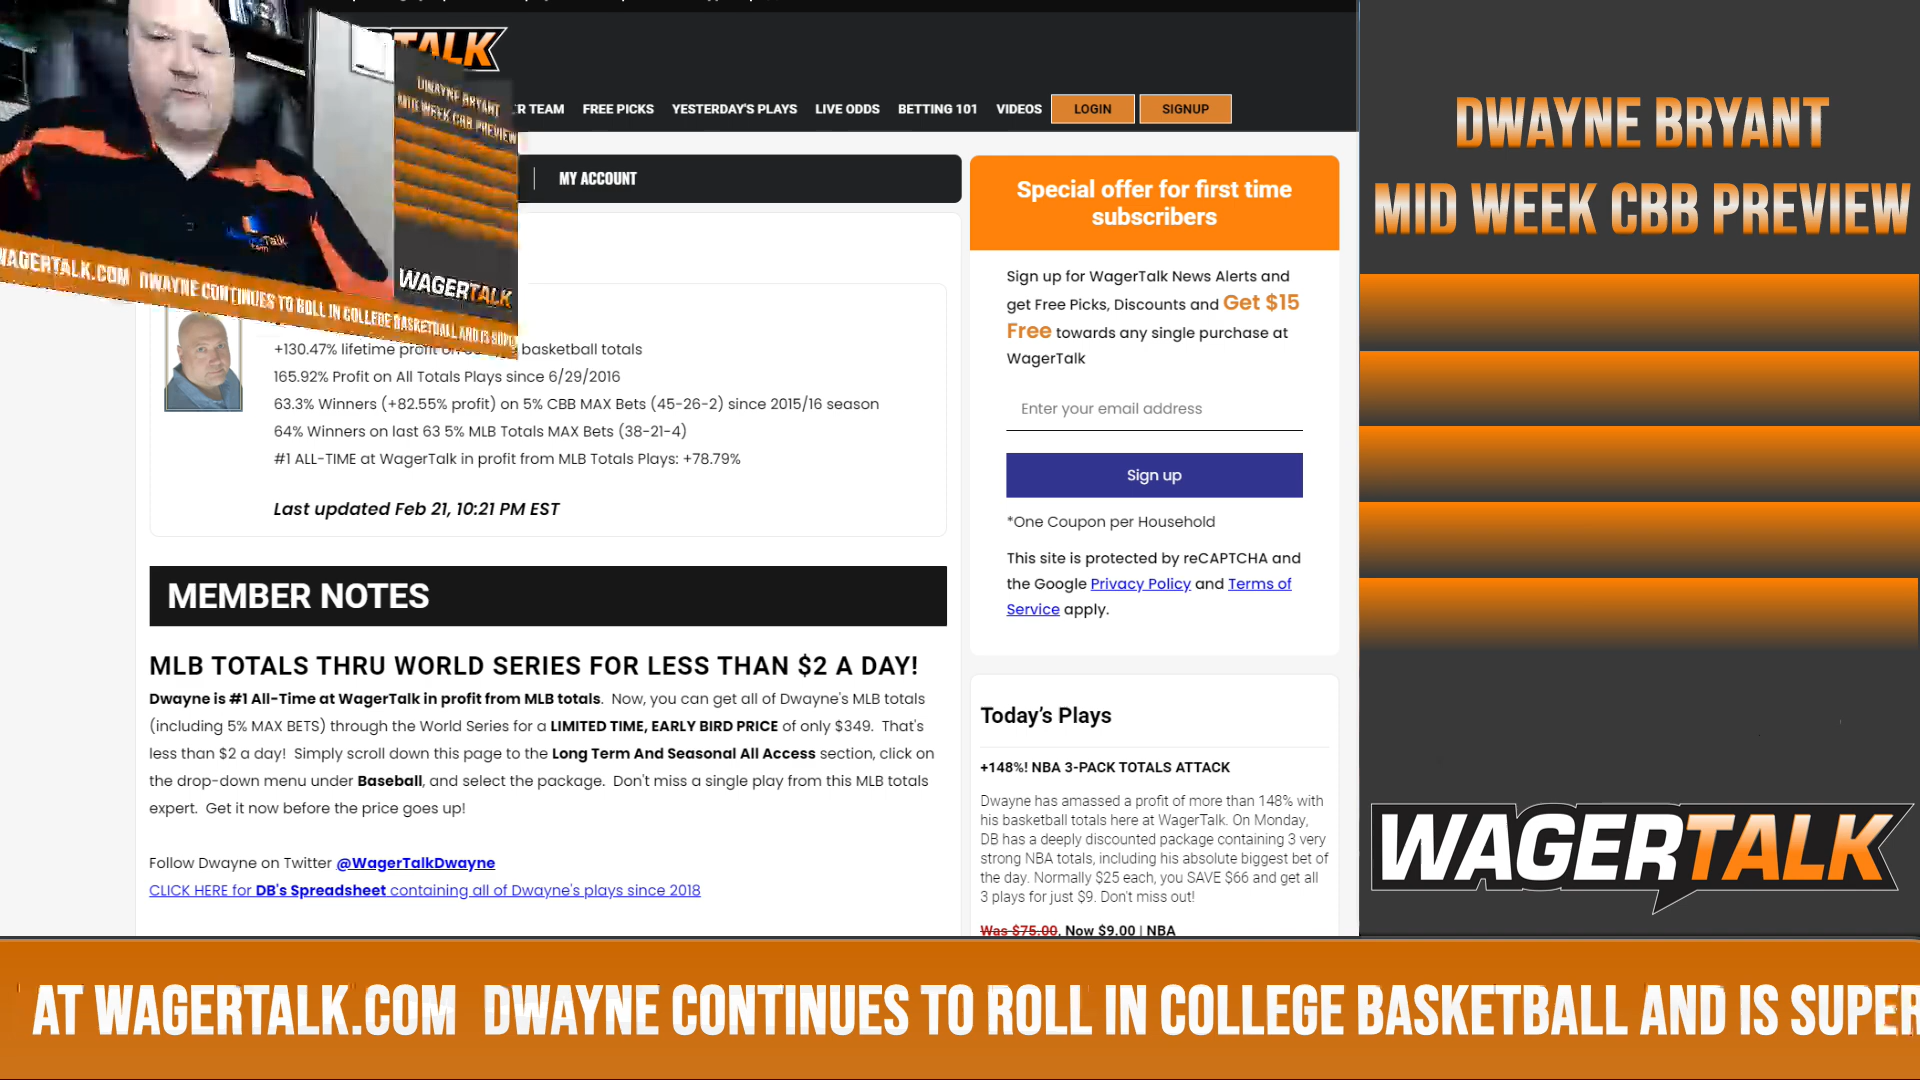 TALK
R TEAM FREE PICKS YESTERDAY'S PLAYS LIVE ODDS BETTING 101 VIDEOS LOGIN SIGNUP
MY ACCOUNT
DWAYNE BRYANT
MID WEEK CBB PREVIEW
WAGERTALK
WAGERTALK.COM DWAYNE CONTINUES TO ROLL IN COLLEGE BASKETBALL AND IS SUPE
+130.47% lifetime profit on basketball totals
165.92% Profit on All Totals Plays since 6/29/2016
63.3% Winners (+82.55% profit) on 5% CBB MAX Bets (45-26-2) since 2015/16 season
64% Winners on last 63 5% MLB Totals MAX Bets (38-21-4)
#1 ALL-TIME at WagerTalk in profit from MLB Totals Plays: +78.79%
Last updated Feb 21, 10:21 PM EST
MEMBER NOTES
MLB TOTALS THRU WORLD SERIES FOR LESS THAN $2 A DAY!
Dwayne is #1 All-Time at WagerTalk in profit from MLB totals. Now, you can get all of Dwayne's MLB totals
(including 5% MAX BETS) through the World Series for a LIMITED TIME, EARLY BIRD PRICE of only $349. That's
less than $2 a day! Simply scroll down this page to the Long Term And Seasonal All Access section, click on
the drop-down menu under Baseball, and select the package. Don't miss a single play from this MLB totals
expert. Get it now before the price goes up!
Follow Dwayne on Twitter @WagerTalkDwayne
CLICK HERE for DB's Spreadsheet containing all of Dwayne's plays since 2018
Special offer for first time
subscribers
Sign up for WagerTalk News Alerts and
get Free Picks, Discounts and Get $15
Free towards any single purchase at
WagerTalk
Enter your email address
Sign up
*One Coupon per Household
This site is protected by reCAPTCHA and
the Google Privacy Policy and Terms of
Service apply.
Today's Plays
+148%! NBA 3-PACK TOTALS ATTACK
Dwayne has amassed a profit of more than 148% with
his basketball totals here at WagerTalk. On Monday,
DB has a deeply discounted package containing 3 very
strong NBA totals, including his absolute biggest bet of
the day. Normally $25 each, you SAVE $66 and get all
3 plays for just $9. Don't miss out!
Was $75.00, Now $9.00 | NBA
DWAYNE BRYANT
MID WEEK CBB PREVIEW
WAGERTALK
AT WAGERTALK.COM DWAYNE CONTINUES TO ROLL IN COLLEGE BASKETBALL AND IS SUPER